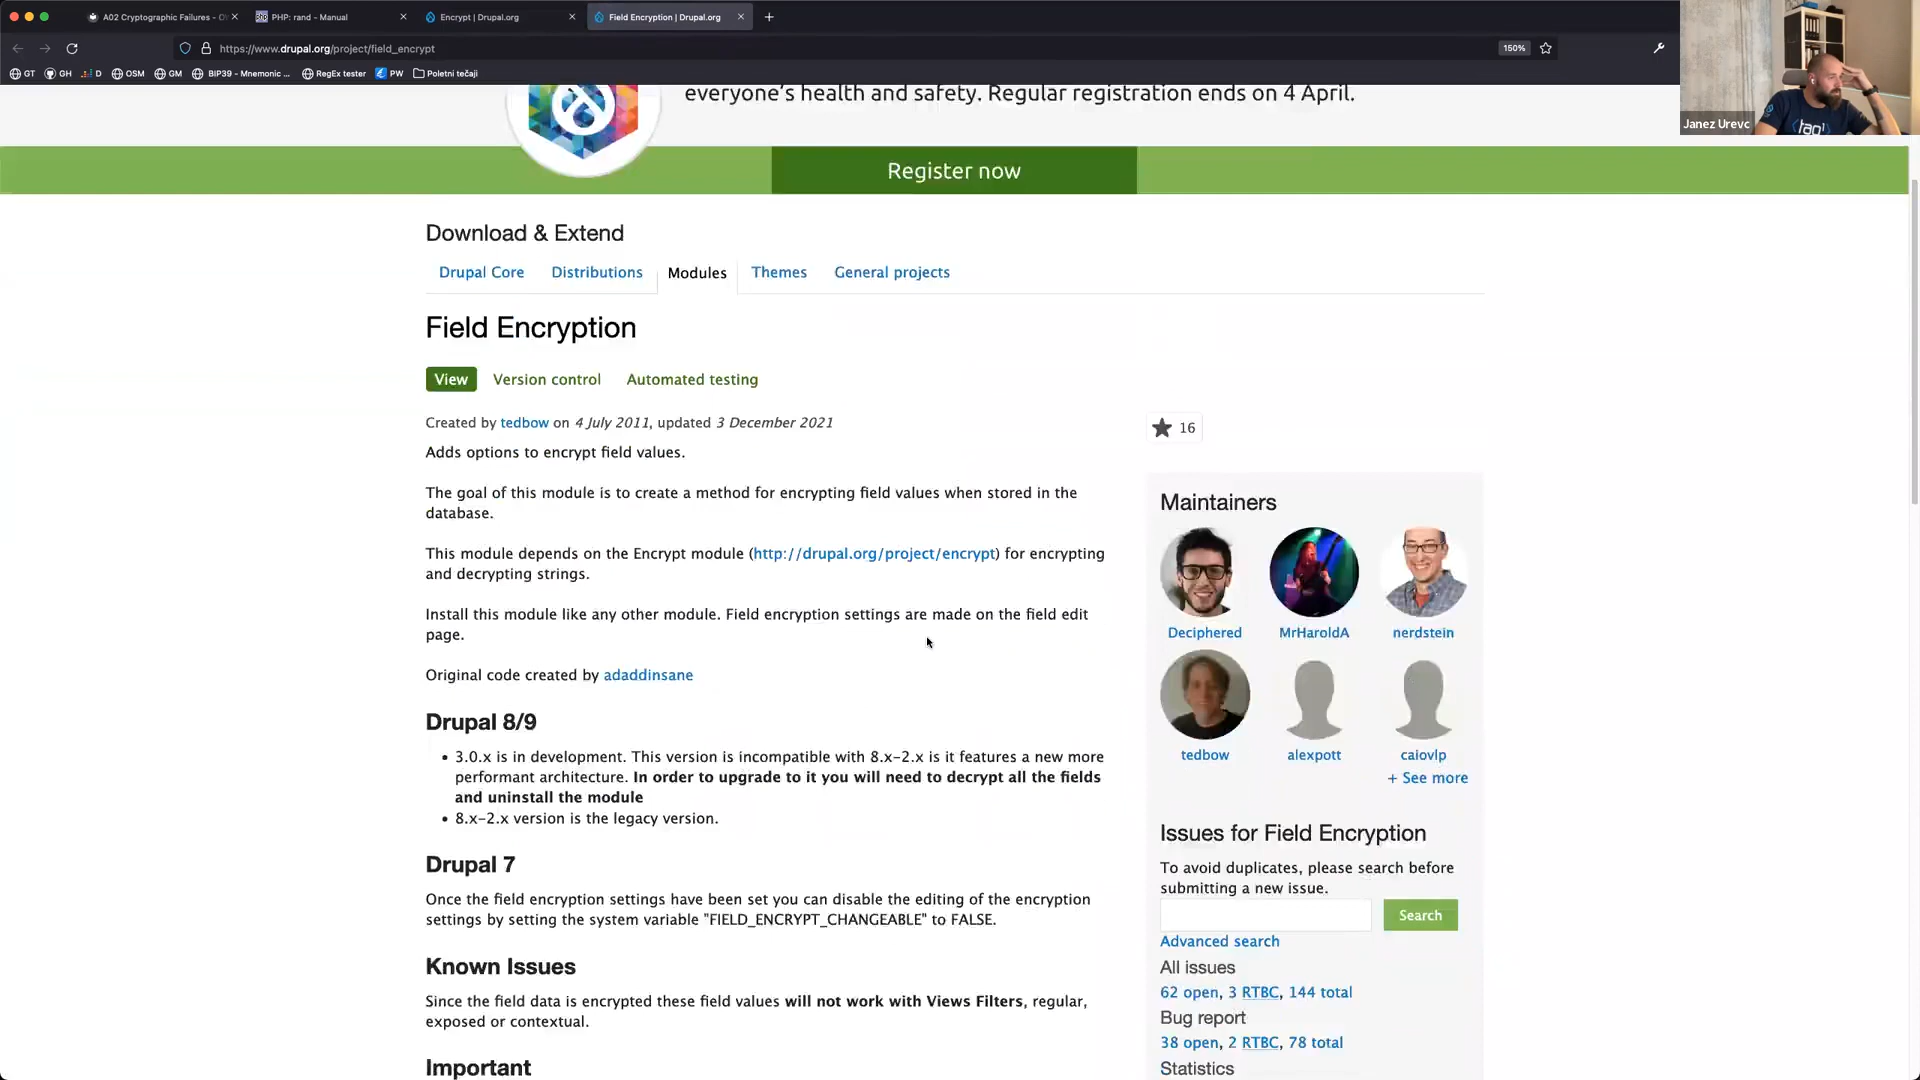 A02 Cryptographic Failures - O
PHP: rand - Manual
Encrypt | Drupal.org
Field Encryption | Drupal.org
https://www.drupal.org/project/field_encrypt
150%
GT
GH
D
OSM
GM
BIP39 - Mnemonic ...
RegEx tester
PW
Poletni tečaji
Janez Urevc
everyone's health and safety. Regular registration ends on 4 April.
Register now
Download & Extend
Drupal Core
Distributions
Modules
Themes
General projects
Field Encryption
View
Version control
Automated testing
Created by tedbow on 4 July 2011, updated 3 December 2021
16
Adds options to encrypt field values.
The goal of this module is to create a method for encrypting field values when stored in the
database.
This module depends on the Encrypt module (http://drupal.org/project/encrypt) for encrypting
and decrypting strings.
Install this module like any other module. Field encryption settings are made on the field edit
page.
Original code created by adaddinsane
Drupal 8/9
• 3.0.x is in development. This version is incompatible with 8.x-2.x is it features a new more
performant architecture. In order to upgrade to it you will need to decrypt all the fields
and uninstall the module
• 8.x-2.x version is the legacy version.
Drupal 7
Once the field encryption settings have been set you can disable the editing of the encryption
settings by setting the system variable "FIELD_ENCRYPT_CHANGEABLE" to FALSE.
Known Issues
Since the field data is encrypted these field values will not work with Views Filters, regular,
exposed or contextual.
Important
Maintainers
Deciphered
MrHaroldA
nerdstein
tedbow
alexpott
caiovlp
+ See more
Issues for Field Encryption
To avoid duplicates, please search before
submitting a new issue.
Search
Advanced search
All issues
62 open, 3 RTBC, 144 total
Bug report
38 open, 2 RTBC, 78 total
Statistics